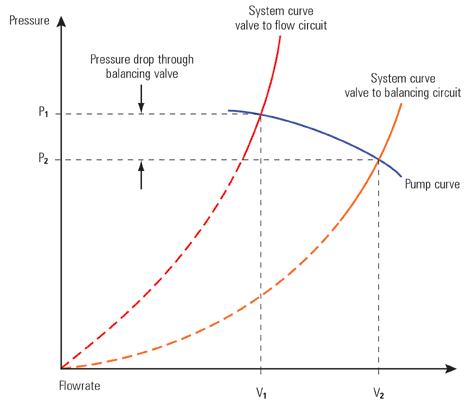 System curve
valve to flow circuit
Pressure
Pressure drop through
balancing valve
System curve
valve to balancing circuit
P1
P2
Pump curve
Flowrate
V1
V2